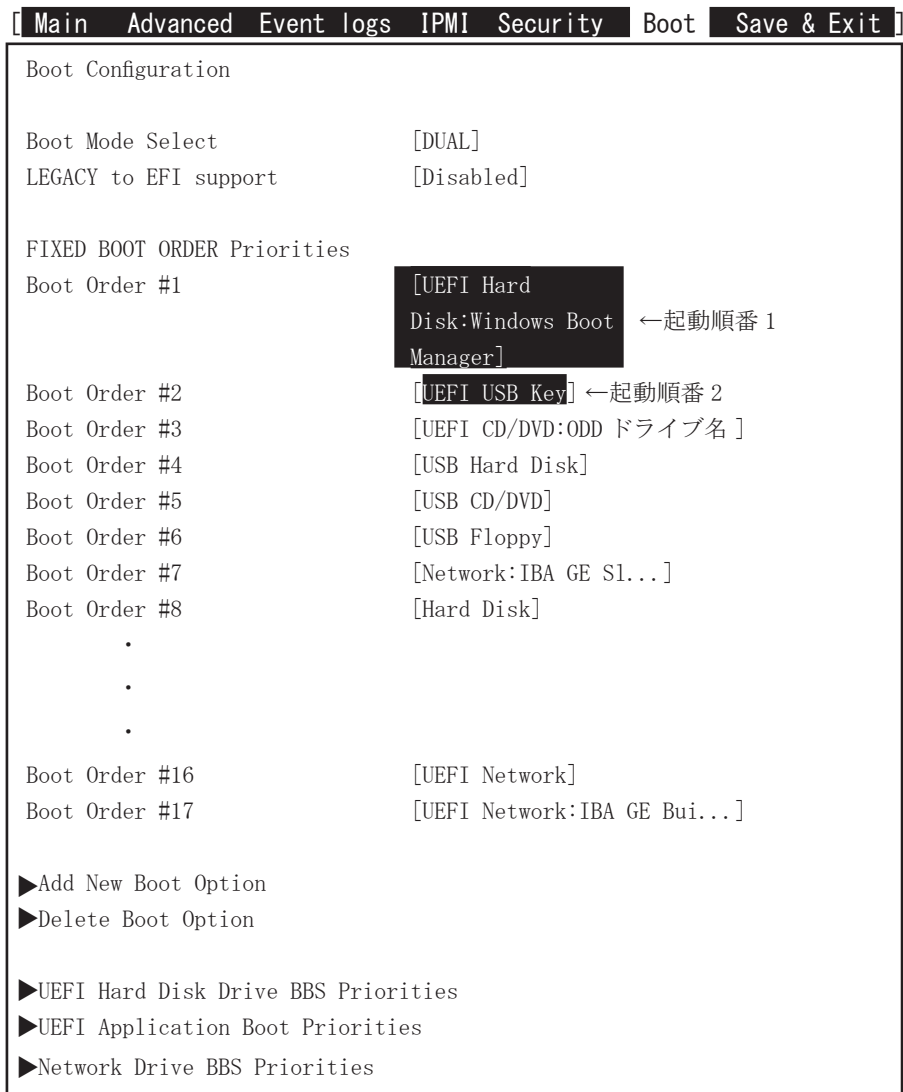 [ Main Advanced Event logs IPMI Security Boot Save & Exit ]
Boot Configuration
Boot Mode Select [DUAL]
LEGACY to EFI support [Disabled]
FIXED BOOT ORDER Priorities
Boot Order #1 [UEFI Hard
Disk:Windows Boot ←起動順番 1
Manager]
Boot Order #2 [UEFI USB Key] ←起動順番 2
Boot Order #3 [UEFI CD/DVD:ODD ドライブ名 ]
Boot Order #4 [USB Hard Disk]
Boot Order #5 [USB CD/DVD]
Boot Order #6 [USB Floppy]
Boot Order #7 [Network:IBA GE Sl...]
Boot Order #8 [Hard Disk]
・
・
・
Boot Order #16 [UEFI Network]
Boot Order #17 [UEFI Network:IBA GE Bui...]
▶Add New Boot Option
▶Delete Boot Option
▶UEFI Hard Disk Drive BBS Priorities
▶UEFI Application Boot Priorities
▶Network Drive BBS Priorities